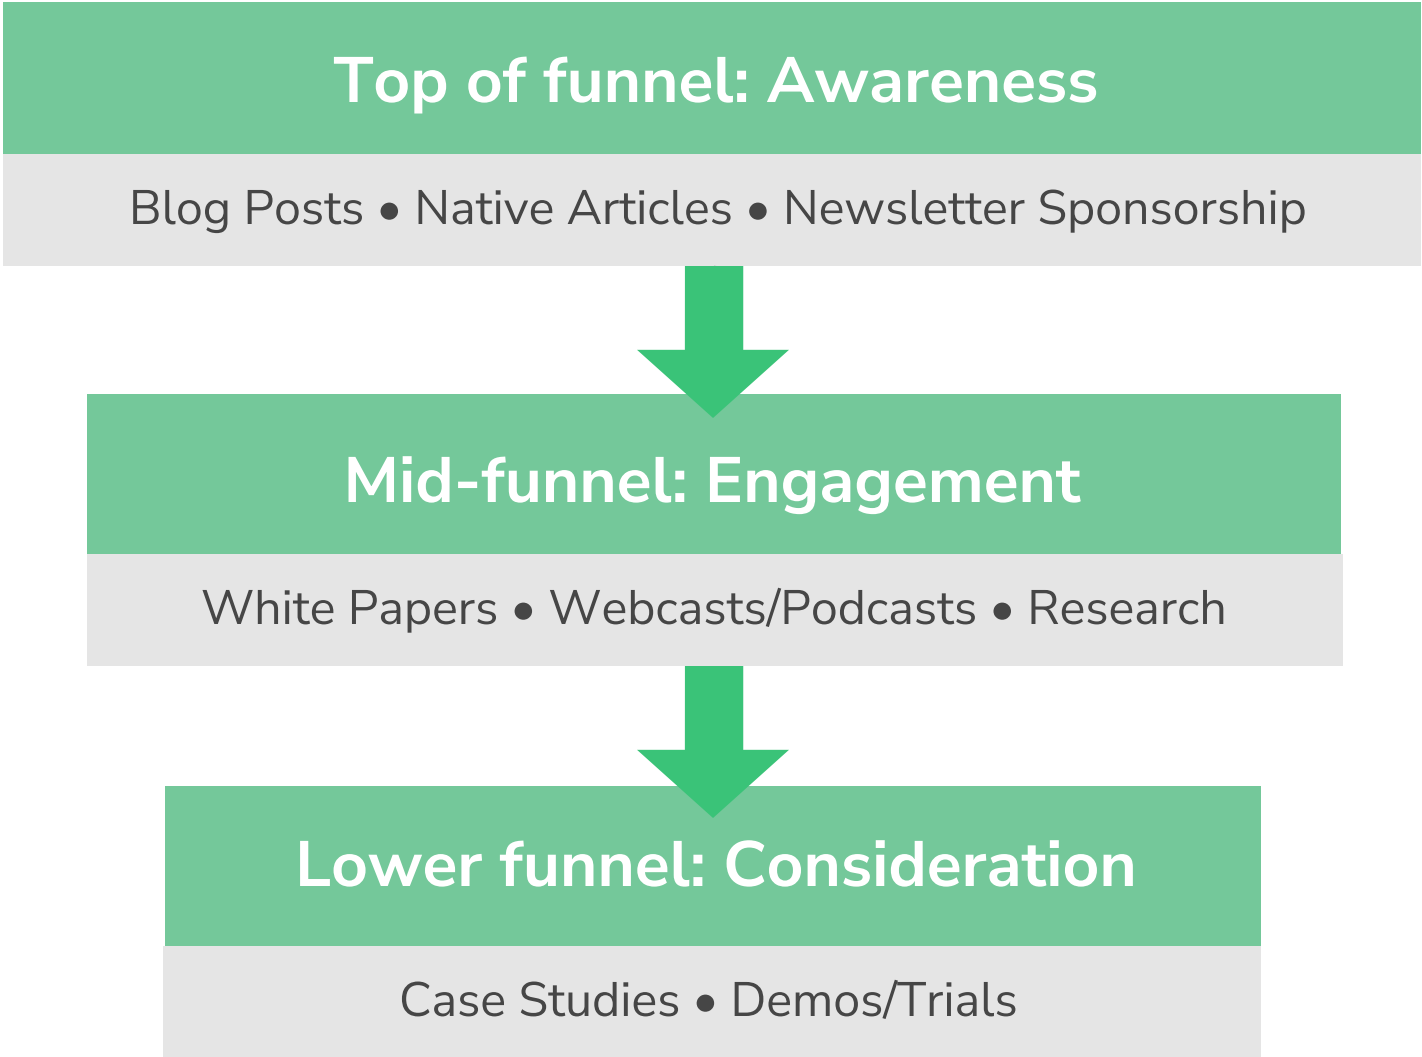 Top of funnel: Awareness
Blog Posts • Native Articles • Newsletter Sponsorship
Mid-funnel: Engagement
White Papers • Webcasts/Podcasts • Research
Lower funnel: Consideration
Case Studies • Demos/Trials